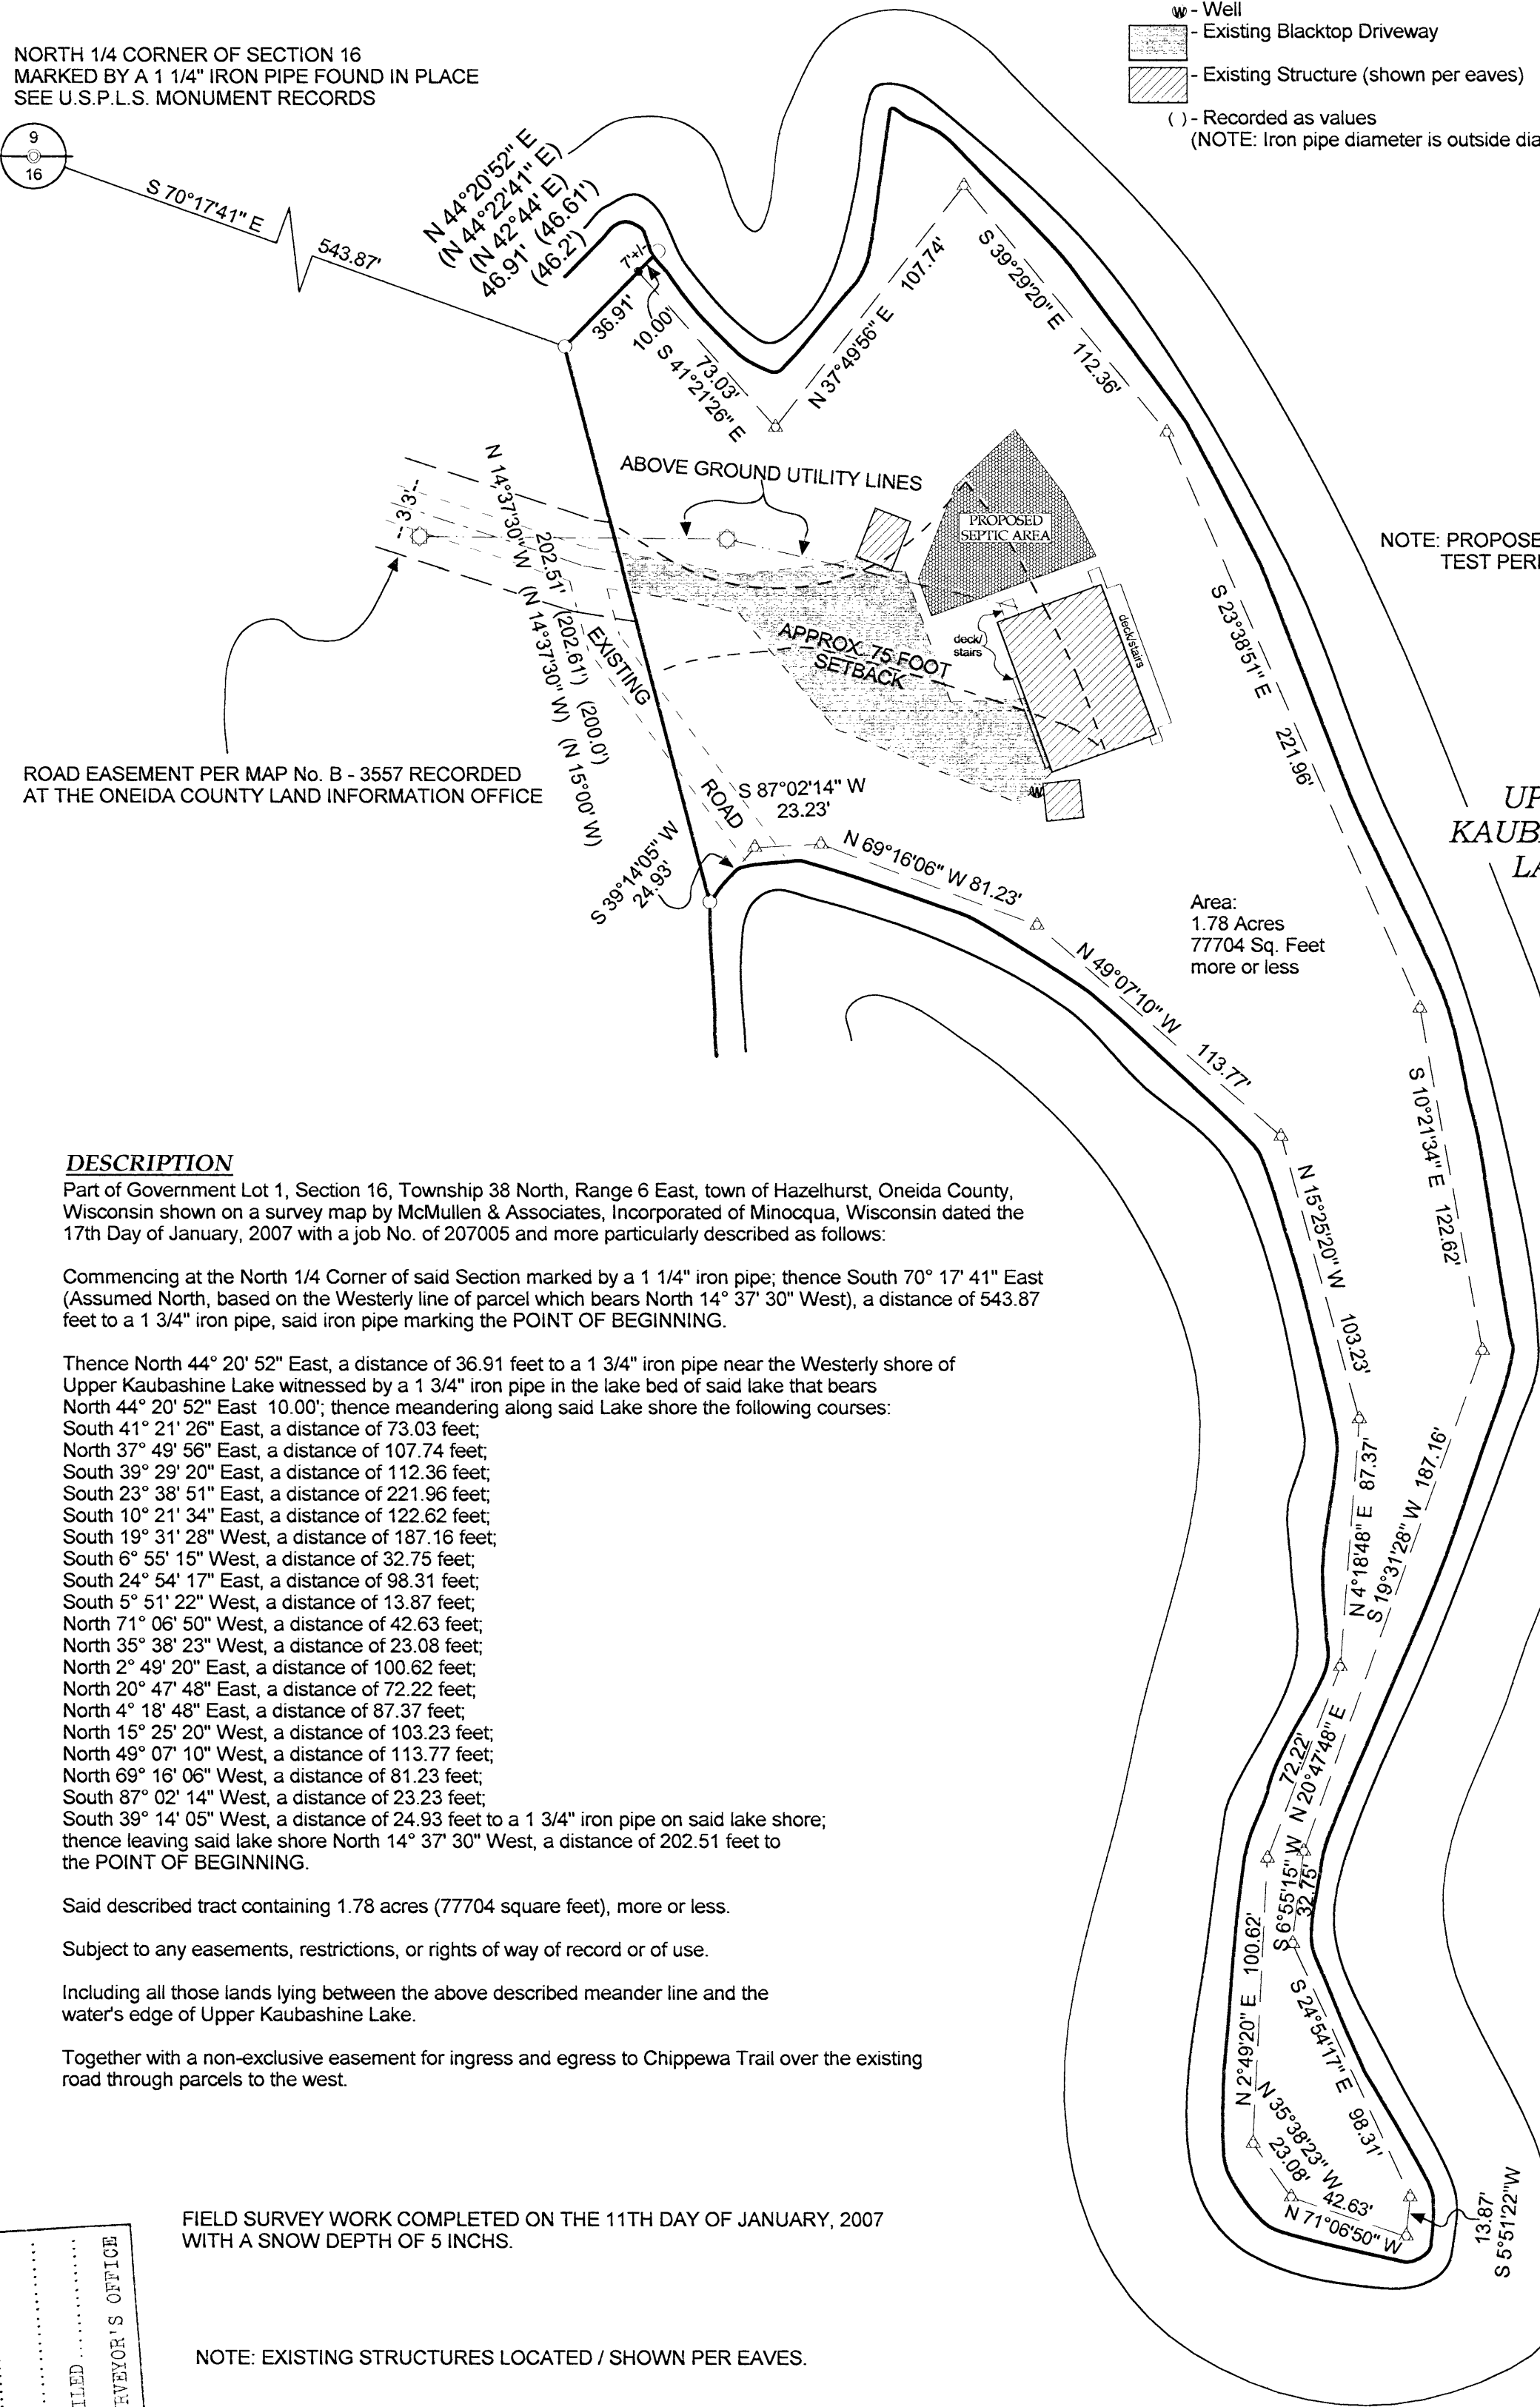 W - Well
- Existing Blacktop Driveway
- Existing Structure (shown per eaves)
( ) - Recorded as values
(NOTE: Iron pipe diameter is outside dia
NORTH 1/4 CORNER OF SECTION 16
MARKED BY A 1 1/4" IRON PIPE FOUND IN PLACE
SEE U.S.P.L.S. MONUMENT RECORDS
9
16
S 70°17'41" E
543.87'
N 44°20'52" E
(N 44°22'41" E)
(N 42°44' E)
46.91' (46.61')
(46.2')
7'+/-
36.91'
10.00'
73.03'
S 41°21'26" E
N 37°49'56" E 107.74'
S 39°29'20" E 112.36'
ABOVE GROUND UTILITY LINES
PROPOSED
SEPTIC AREA
--33'--
N 14°37'30" W 202.51' (202.61') (200.0')
(N 14°37'30" W) (N 15°00' W)
EXISTING
ROAD
APPROX. 75 FOOT
SETBACK
deck/
stairs
deck/stairs
W
NOTE: PROPOSE
TEST PER
S 23°38'51" E 221.96'
ROAD EASEMENT PER MAP No. B - 3557 RECORDED
AT THE ONEIDA COUNTY LAND INFORMATION OFFICE
S 87°02'14" W
23.23'
S 39°14'05" W
24.93'
N 69°16'06" W 81.23'
UP
KAUB
LA
Area:
1.78 Acres
77704 Sq. Feet
more or less
N 49°07'10" W 113.77'
S 10°21'34" E 122.62'
N 15°25'20" W 103.23'
N 4°18'48" E 87.37'
S 19°31'28" W 187.16'
72.22'
N 20°47'48" E
S 6°55'15" W
32.75'
N 2°49'20" E 100.62'
S 24°54'17" E 98.31'
N 35°38'23" W
23.08'
42.63'
N 71°06'50" W
13.87'
S 5°51'22"W
DESCRIPTION
Part of Government Lot 1, Section 16, Township 38 North, Range 6 East, town of Hazelhurst, Oneida County,
Wisconsin shown on a survey map by McMullen & Associates, Incorporated of Minocqua, Wisconsin dated the
17th Day of January, 2007 with a job No. of 207005 and more particularly described as follows:
Commencing at the North 1/4 Corner of said Section marked by a 1 1/4" iron pipe; thence South 70° 17' 41" East
(Assumed North, based on the Westerly line of parcel which bears North 14° 37' 30" West), a distance of 543.87
feet to a 1 3/4" iron pipe, said iron pipe marking the POINT OF BEGINNING.
Thence North 44° 20' 52" East, a distance of 36.91 feet to a 1 3/4" iron pipe near the Westerly shore of
Upper Kaubashine Lake witnessed by a 1 3/4" iron pipe in the lake bed of said lake that bears
North 44° 20' 52" East 10.00'; thence meandering along said Lake shore the following courses:
South 41° 21' 26" East, a distance of 73.03 feet;
North 37° 49' 56" East, a distance of 107.74 feet;
South 39° 29' 20" East, a distance of 112.36 feet;
South 23° 38' 51" East, a distance of 221.96 feet;
South 10° 21' 34" East, a distance of 122.62 feet;
South 19° 31' 28" West, a distance of 187.16 feet;
South 6° 55' 15" West, a distance of 32.75 feet;
South 24° 54' 17" East, a distance of 98.31 feet;
South 5° 51' 22" West, a distance of 13.87 feet;
North 71° 06' 50" West, a distance of 42.63 feet;
North 35° 38' 23" West, a distance of 23.08 feet;
North 2° 49' 20" East, a distance of 100.62 feet;
North 20° 47' 48" East, a distance of 72.22 feet;
North 4° 18' 48" East, a distance of 87.37 feet;
North 15° 25' 20" West, a distance of 103.23 feet;
North 49° 07' 10" West, a distance of 113.77 feet;
North 69° 16' 06" West, a distance of 81.23 feet;
South 87° 02' 14" West, a distance of 23.23 feet;
South 39° 14' 05" West, a distance of 24.93 feet to a 1 3/4" iron pipe on said lake shore;
thence leaving said lake shore North 14° 37' 30" West, a distance of 202.51 feet to
the POINT OF BEGINNING.
Said described tract containing 1.78 acres (77704 square feet), more or less.
Subject to any easements, restrictions, or rights of way of record or of use.
Including all those lands lying between the above described meander line and the
water's edge of Upper Kaubashine Lake.
Together with a non-exclusive easement for ingress and egress to Chippewa Trail over the existing
road through parcels to the west.
FIELD SURVEY WORK COMPLETED ON THE 11TH DAY OF JANUARY, 2007
WITH A SNOW DEPTH OF 5 INCHS.
NOTE: EXISTING STRUCTURES LOCATED / SHOWN PER EAVES.
ILED
RVEYOR'S OFFICE